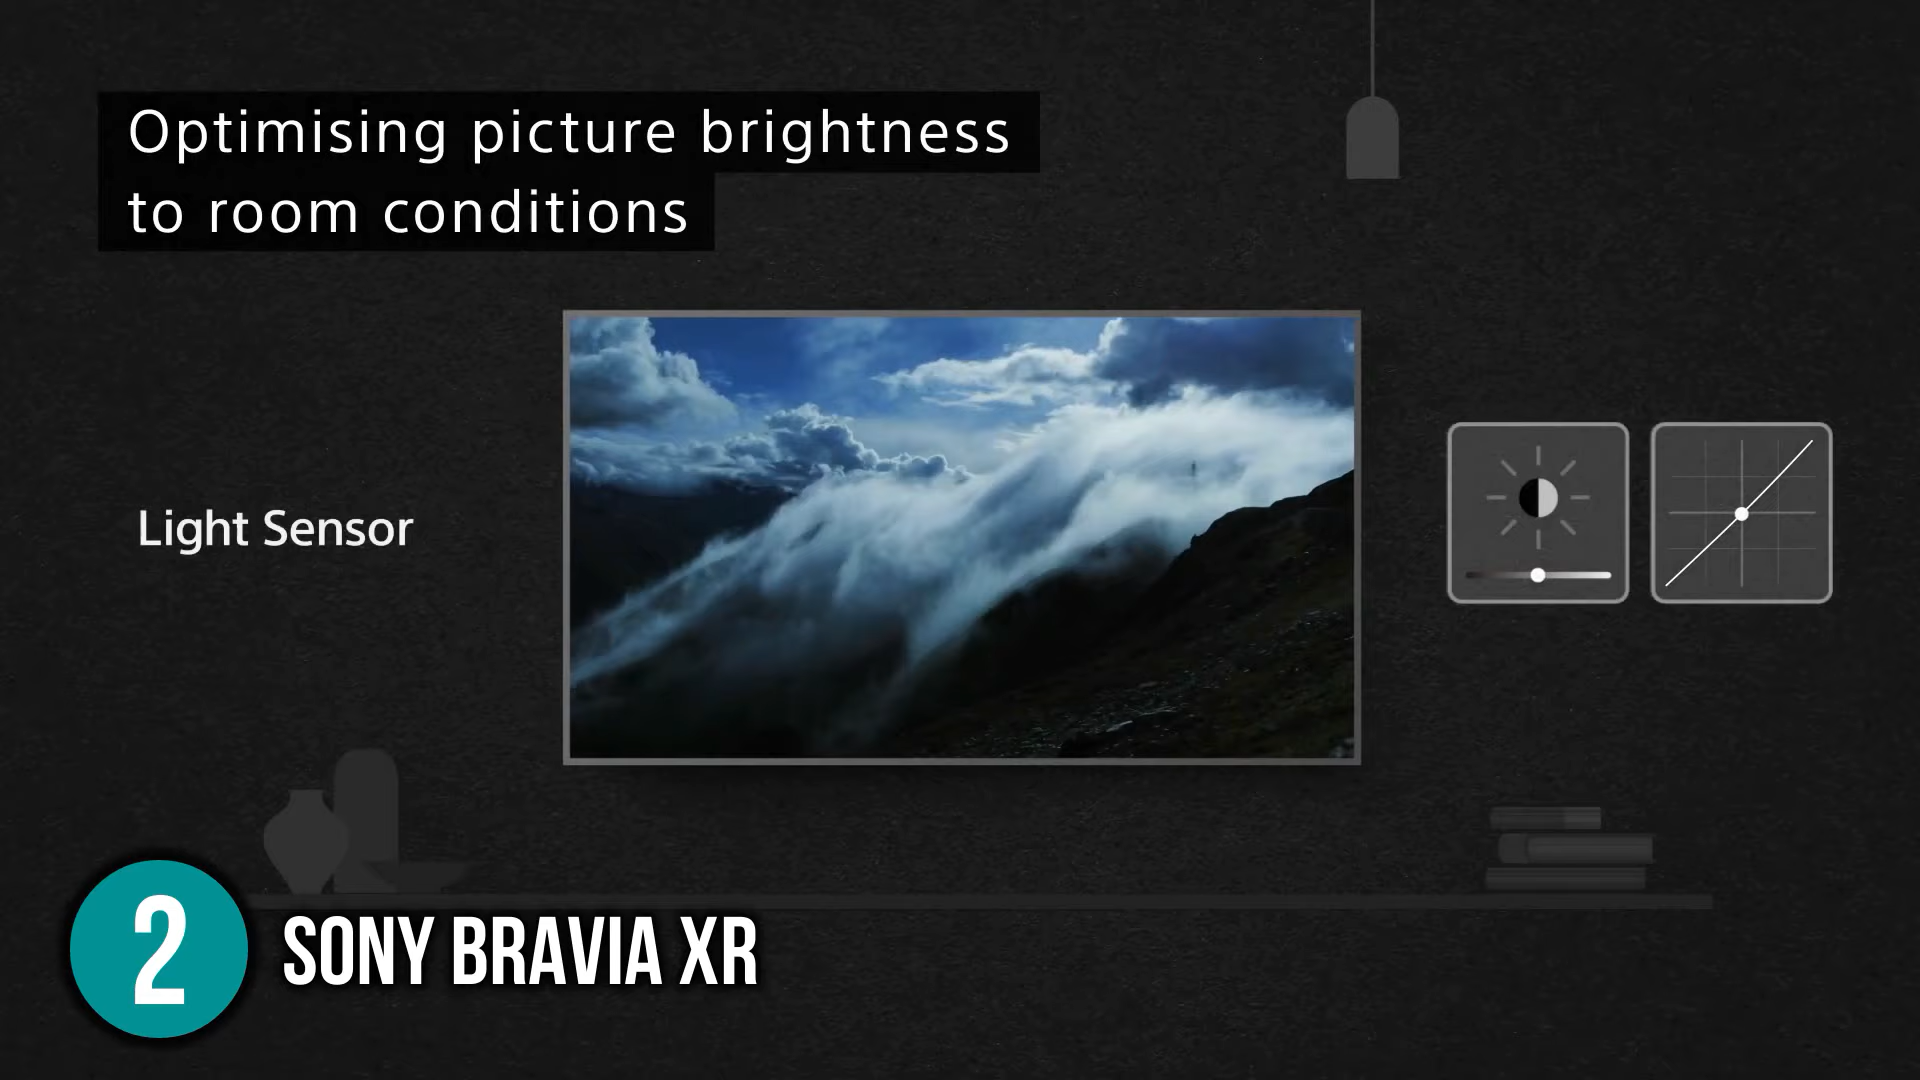 Optimising picture brightness
to room conditions
Light Sensor
2
SONY BRAVIA XR